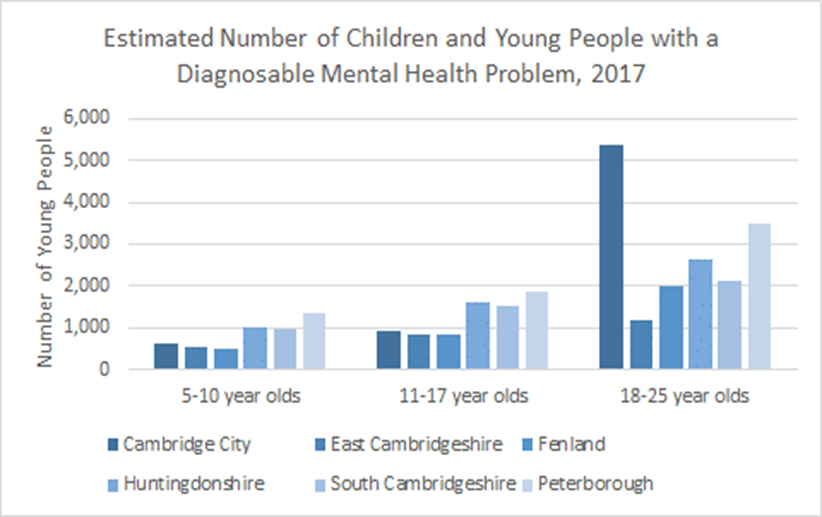 Estimated Number of Children and Young People with a
Diagnosable Mental Health Problem, 2017
Number of Young People
6,000
5,000
4,000
3,000
2,000
1,000
0
5-10 year olds 11-17 year olds 18-25 year olds
Cambridge City East Cambridgeshire Fenland
Huntingdonshire South Cambridgeshire Peterborough